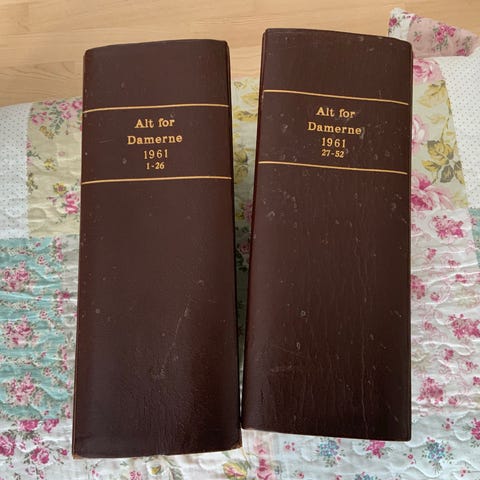 Alt for
Damerne
1961
1-26
Alt for
Damerne
1961
27-52